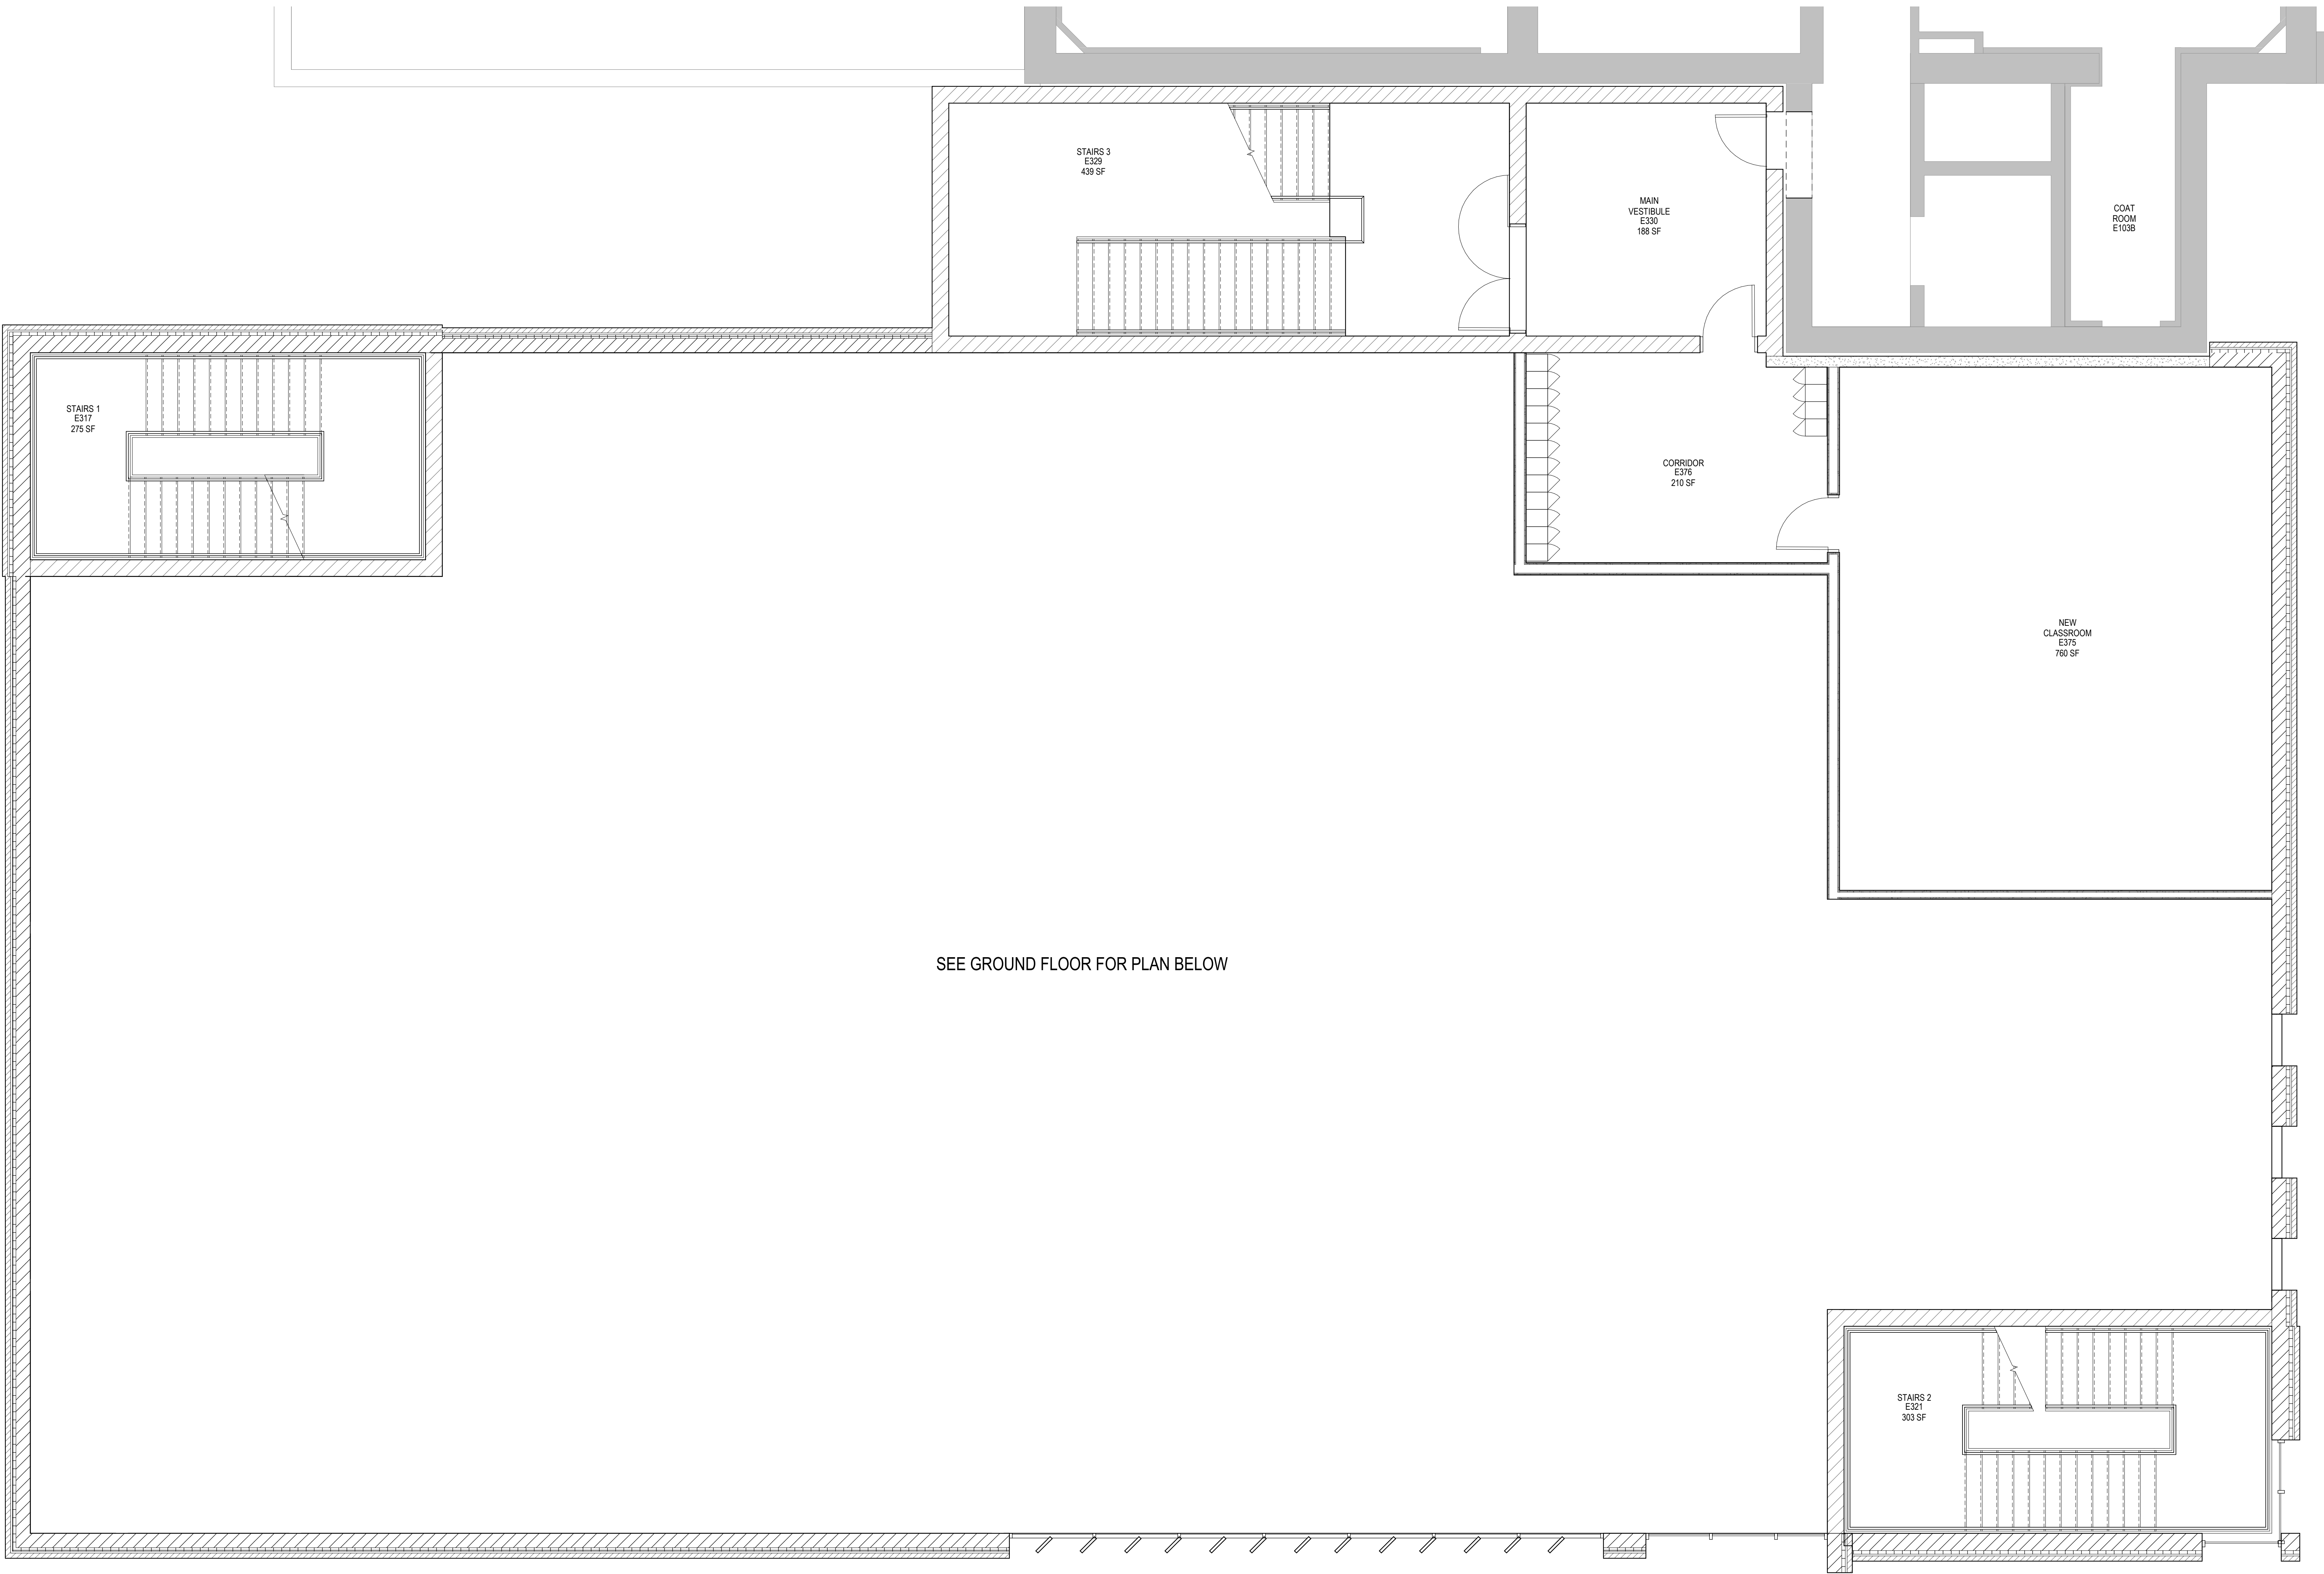 STAIRS 3
E329
439 SF
MAIN
VESTIBULE
E330
188 SF
COAT
ROOM
E103B
STAIRS 1
E317
275 SF
CORRIDOR
E376
210 SF
NEW
CLASSROOM
E375
760 SF
SEE GROUND FLOOR FOR PLAN BELOW
STAIRS 2
E321
303 SF